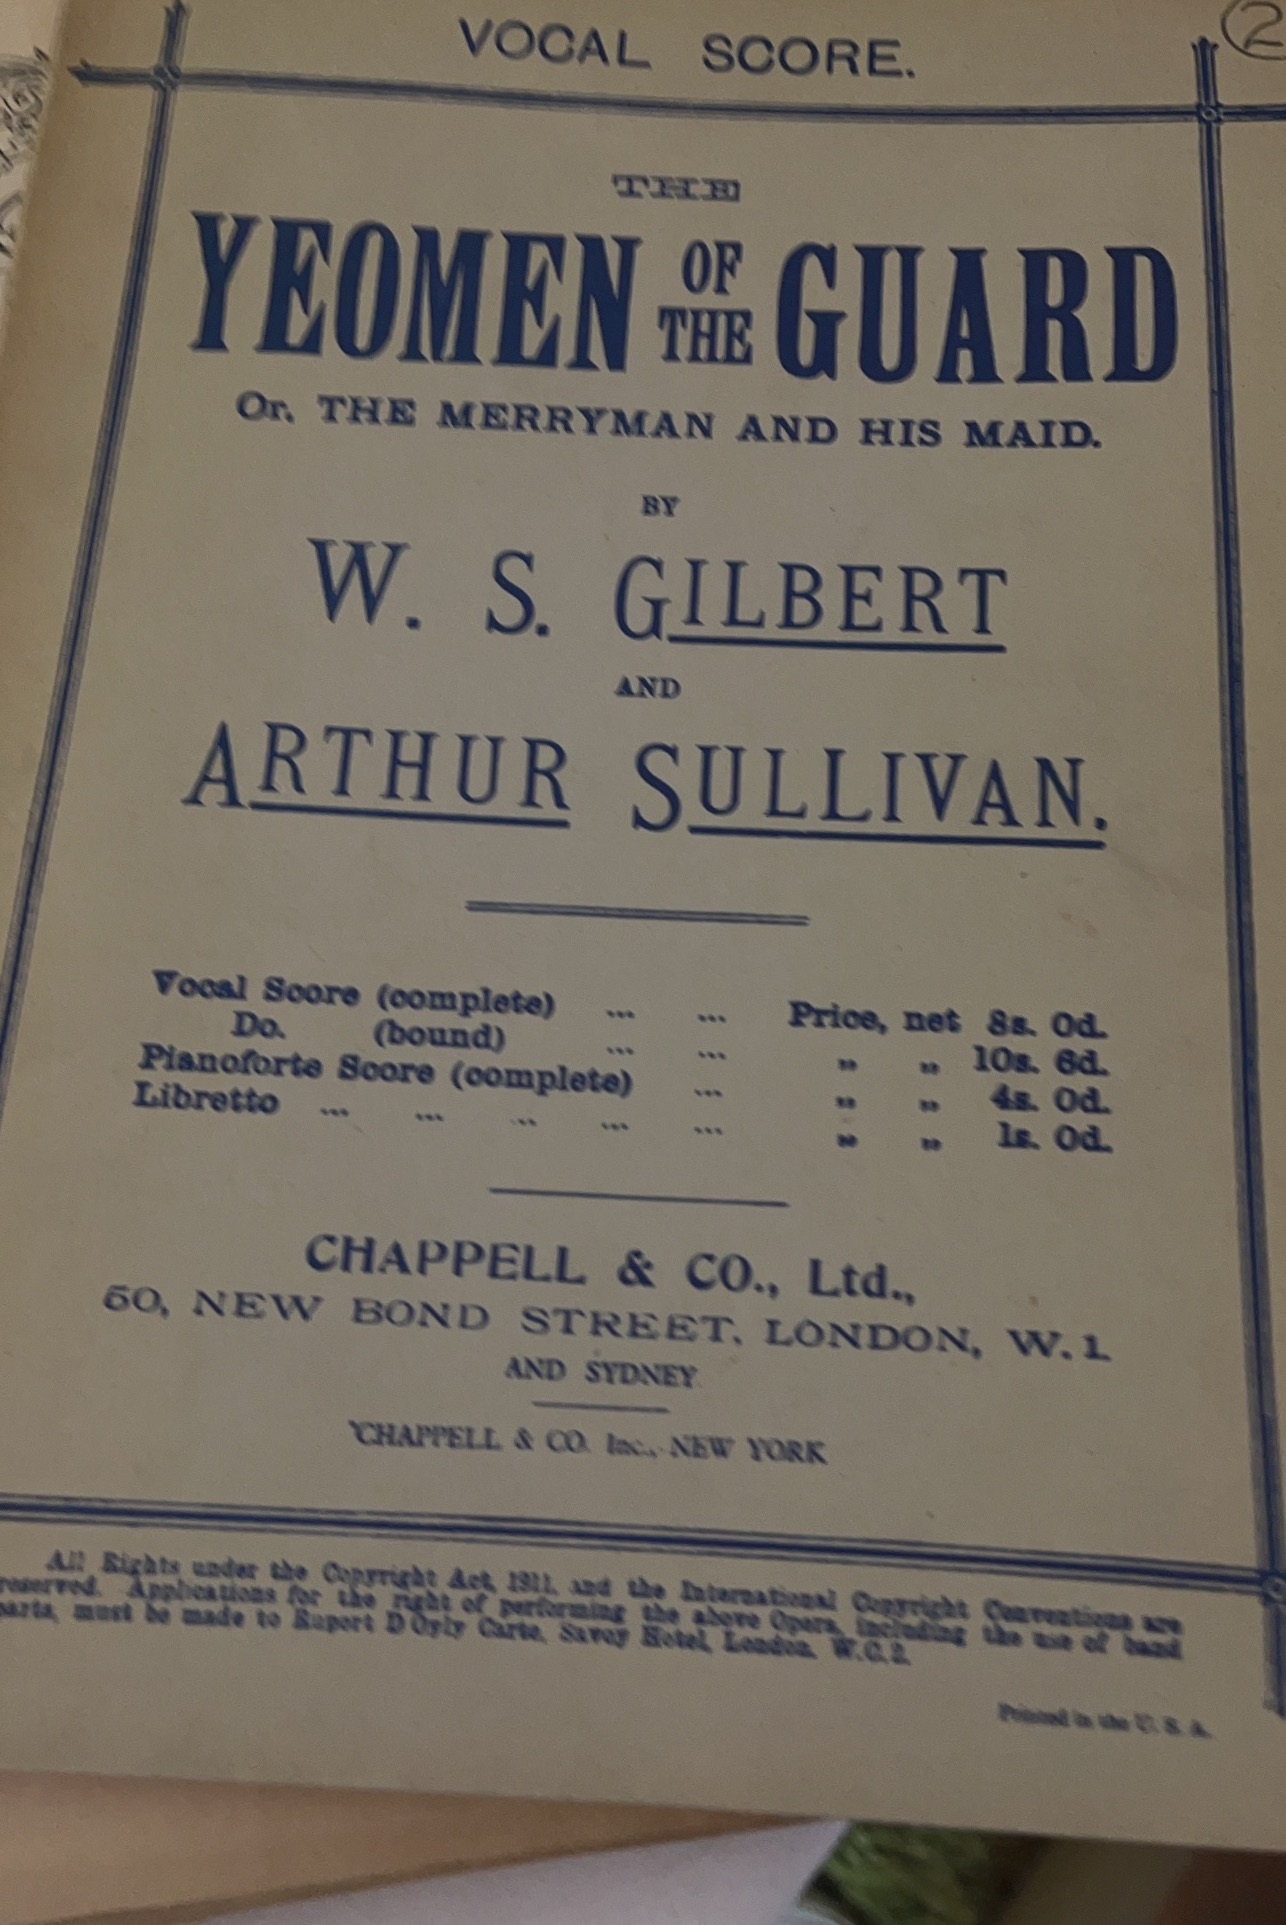 VOCAL SCORE.
2
THE
YEOMEN OF THE GUARD
Or, THE MERRYMAN AND HIS MAID.
BY
W. S. GILBERT
AND
ARTHUR SULLIVAN.
Vocal Score (complete) ... ... Price, net 8s. 0d.
Do. (bound) ... ... " " 10s. 6d.
Pianoforte Score (complete) ... " " 4s. 0d.
Libretto ... ... ... ... ... " " 1s. 0d.
CHAPPELL & CO., Ltd.,
50, NEW BOND STREET, LONDON, W.1.
AND SYDNEY
CHAPPELL & CO. Inc., NEW YORK
All Rights under the Copyright Act, 1911, and the International Copyright Conventions are
reserved. Applications for the right of performing the above Opera, including the use of band
parts, must be made to Rupert D'Oyly Carte, Savoy Hotel, London, W.C.2.
Printed in the U. S. A.